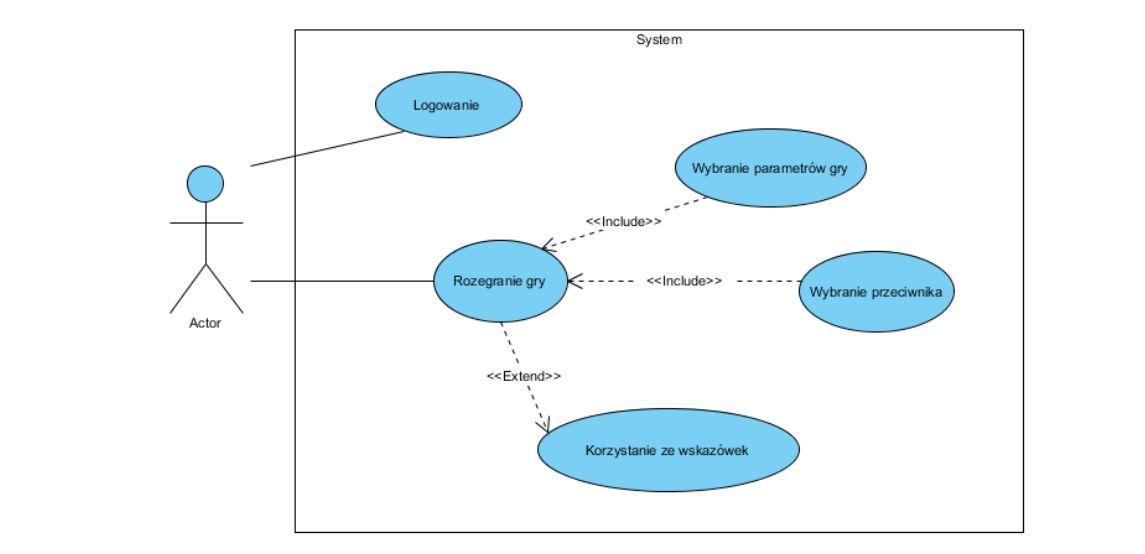 System
Logowanie
Wybranie parametrów gry
<<Include>>
Rozegranie gry
<<Include>>
Wybranie przeciwnika
Actor
<<Extend>>
Korzystanie ze wskazówek